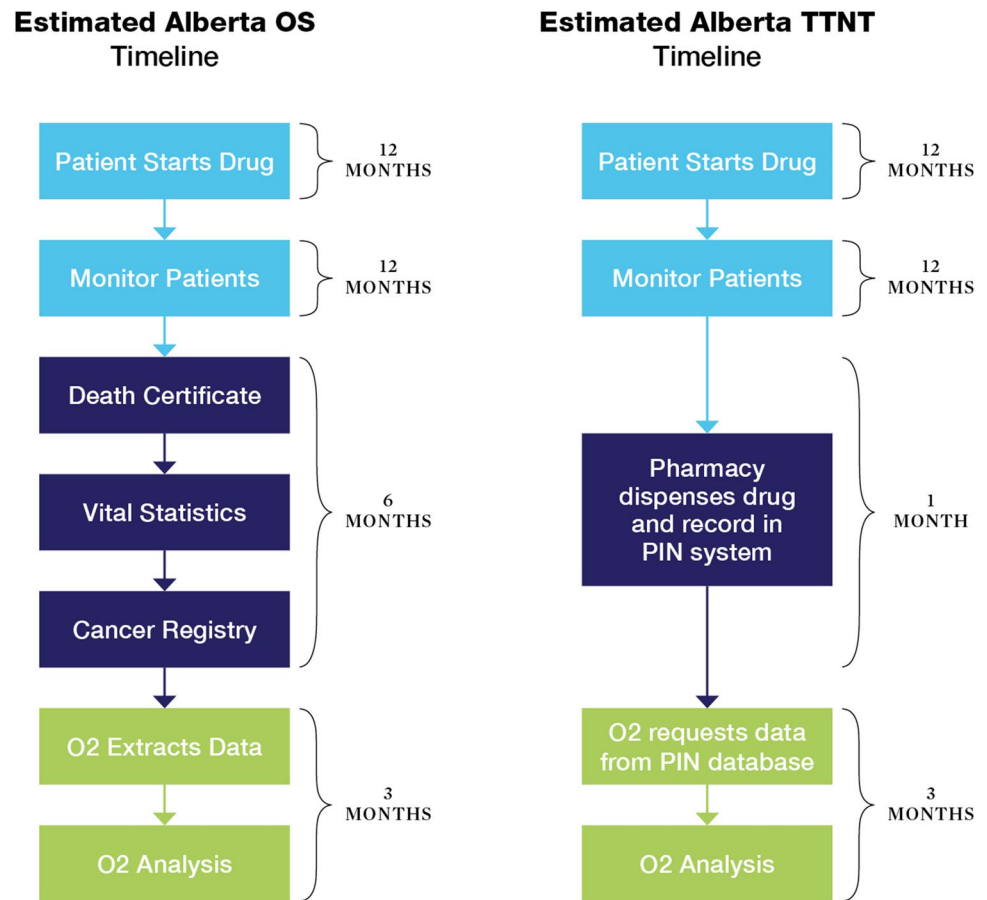 Estimated Alberta OS
Timeline
Patient Starts Drug
12
MONTHS
Monitor Patients
12
MONTHS
Death Certificate
Vital Statistics
Cancer Registry
6
MONTHS
O2 Extracts Data
O2 Analysis
3
MONTHS
Estimated Alberta TTNT
Timeline
Patient Starts Drug
12
MONTHS
Monitor Patients
12
MONTHS
Pharmacy
dispenses drug
and record in
PIN system
1
MONTH
O2 requests data
from PIN database
O2 Analysis
3
MONTHS